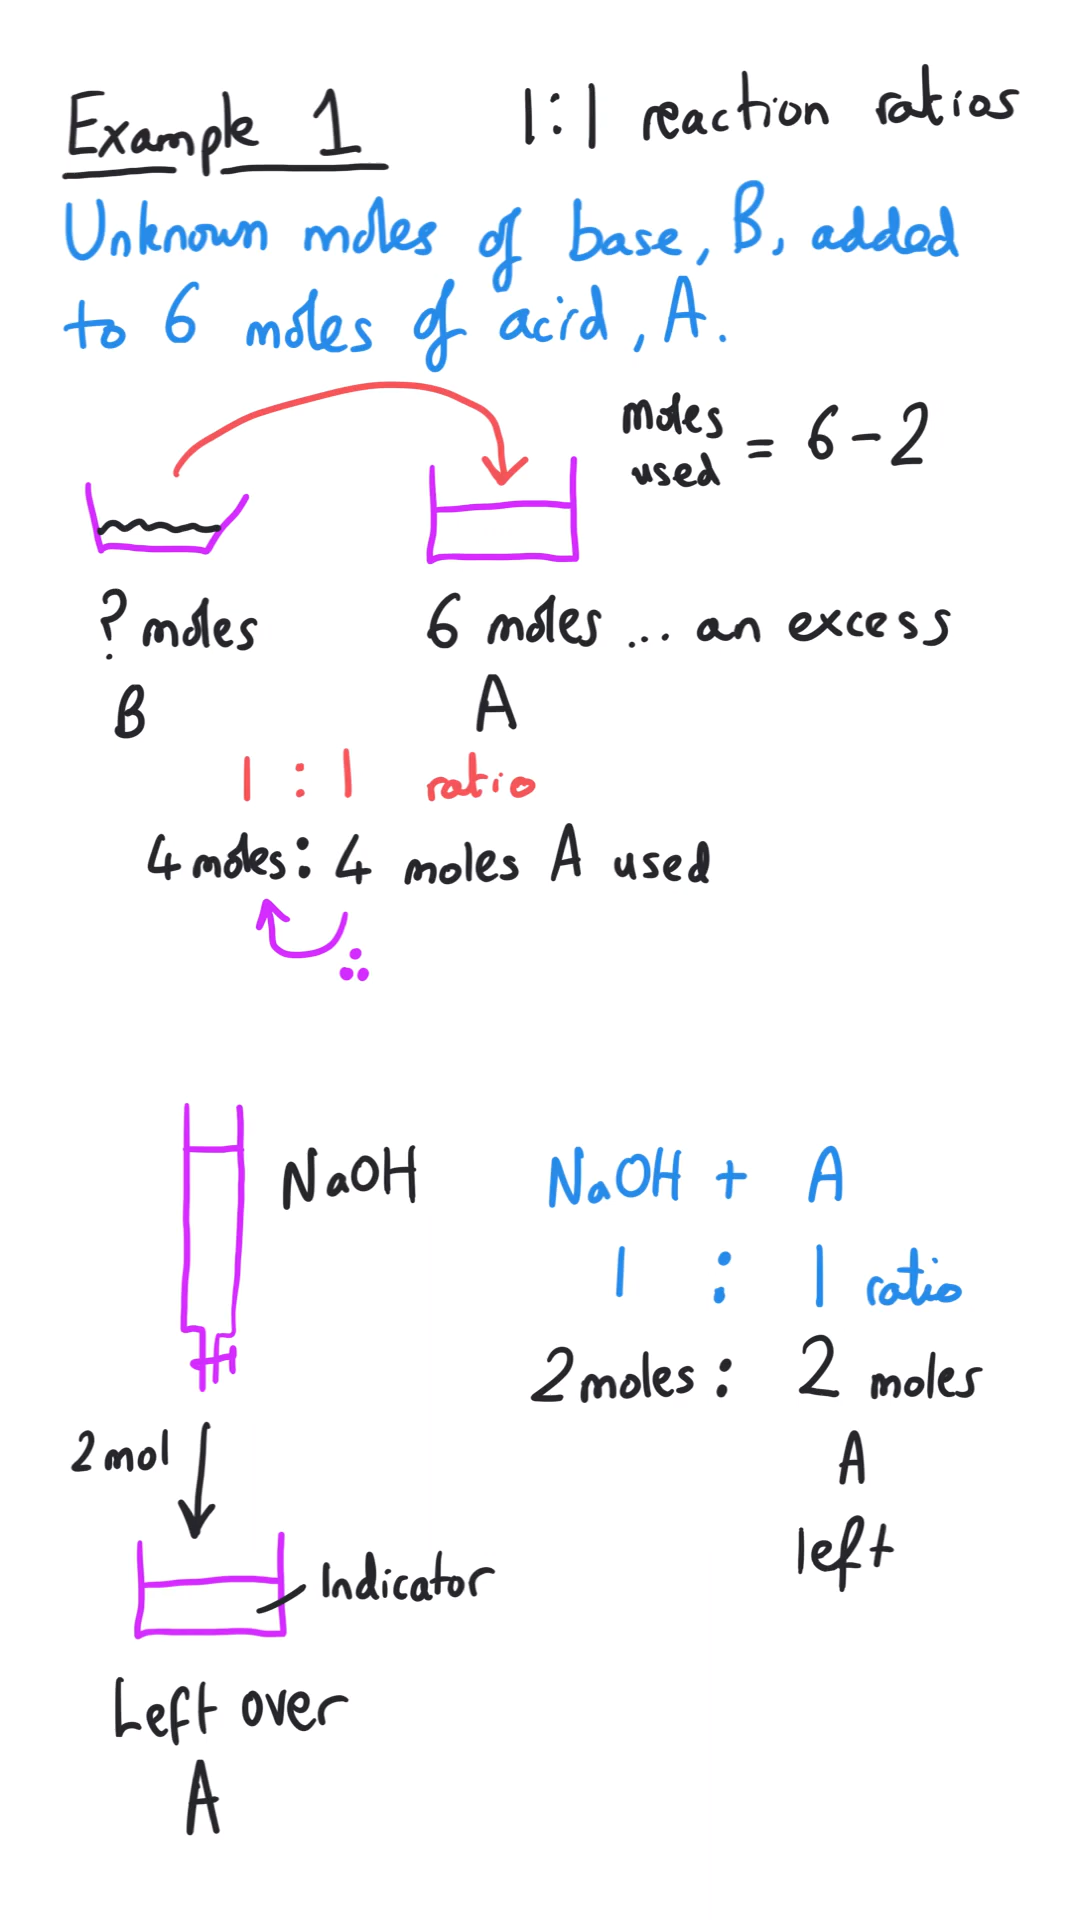 Example 1
1:1 reaction ratios
Unknown moles of base, B, added
to 6 moles of acid, A.
moles used = 6 - 2
? moles
6 moles ... an excess
B
A
1 : 1 ratio
4 moles : 4 moles A used
∴
NaOH
NaOH + A
1 : 1 ratio
2 moles : 2 moles
A
left
2 mol
Indicator
Left over
A